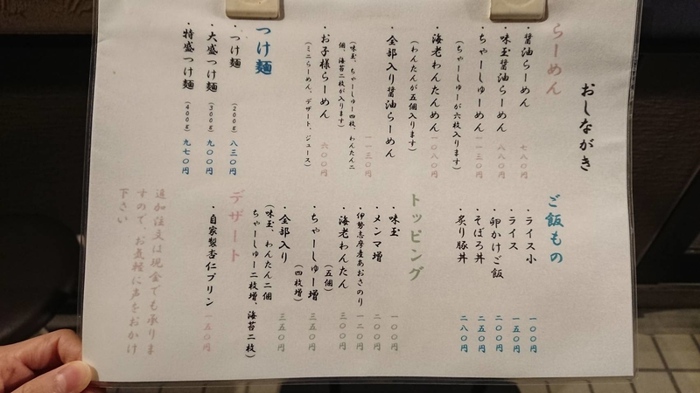 おしながき
らーめん
・醤油らーめん 七八〇円
・味玉醤油らーめん 八八〇円
・ちゃーしゅーめん 一一三〇円
(ちゃーしゅーが六枚入ります)
・海老わんたんめん 一〇八〇円
(わんたんが五個入ります)
・全部入り醤油らーめん 一一三〇円
(味玉、ちゃーしゅー四枚、わんたん二
個、海苔二枚が入ります)
・お子様らーめん 六〇〇円
(ミニらーめん、デザート、ジュース)
つけ麺
・つけ麺 (200g) 八三〇円
・大盛つけ麺 (300g) 九〇〇円
・特盛つけ麺 (400g) 九七〇円
ご飯もの
・ライス小 一〇〇円
・ライス 一五〇円
・卵かけご飯 二〇〇円
・そぼろ丼 二五〇円
・炙り豚丼 二八〇円
トッピング
・味玉 一〇〇円
・メンマ増 二〇〇円
・伊勢志摩産あおさのり 一二〇円
・海老わんたん (五個) 三〇〇円
・ちゃーしゅー増 (四枚) 三五〇円
・全部入り 三五〇円
(味玉、わんたん二個
ちゃーしゅー二枚増、海苔二枚)
デザート
・自家製杏仁プリン 一五〇円
追加注文は現金でも承りま
すので、お気軽に声をおかけ
下さい